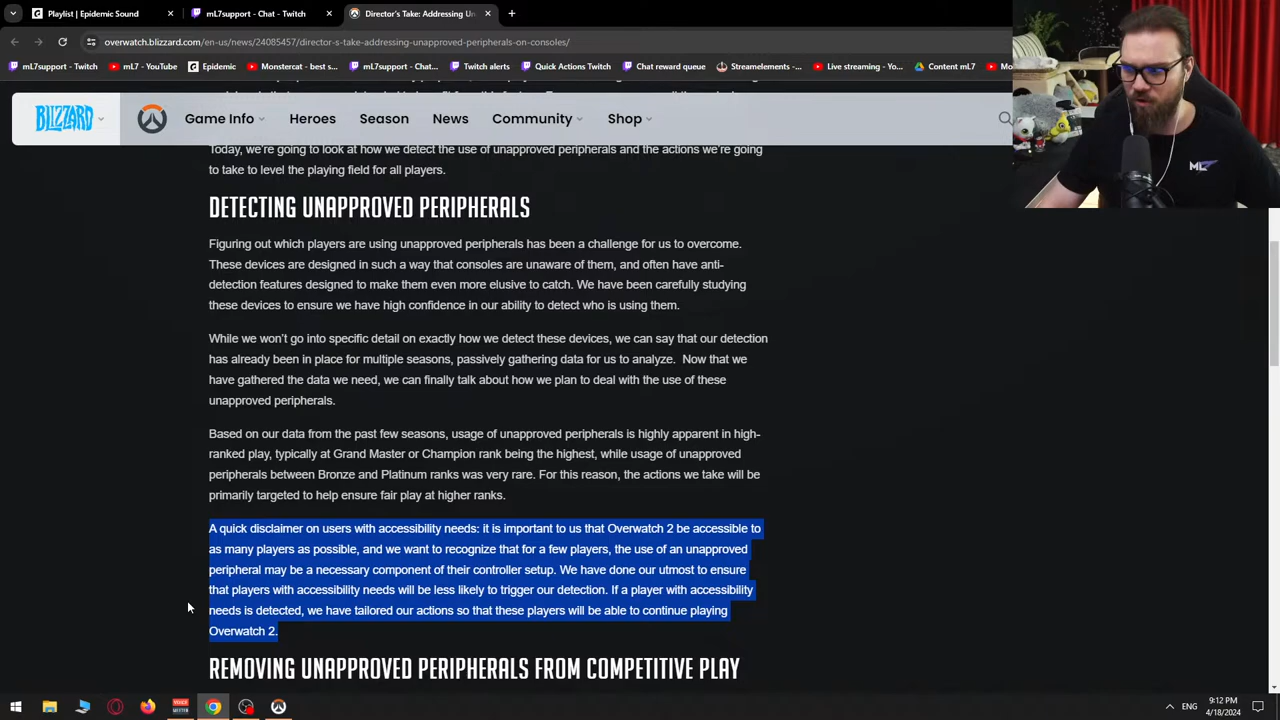 Playlist | Epidemic Sound
mL7support - Chat - Twitch
Director's Take: Addressing Un
overwatch.blizzard.com/en-us/news/24085457/director-s-take-addressing-unapproved-peripherals-on-consoles/
mL7support - Twitch
mL7 - YouTube
Epidemic
Monstercat - best s...
mL7support - Chat...
Twitch alerts
Quick Actions Twitch
Chat reward queue
Streamelements -...
Live streaming - Yo...
Content mL7
BLIZZARD
Game Info
Heroes
Season
News
Community
Shop
ML7
Today, we're going to look at how we detect the use of unapproved peripherals and the actions we're going
to take to level the playing field for all players.
DETECTING UNAPPROVED PERIPHERALS
Figuring out which players are using unapproved peripherals has been a challenge for us to overcome.
These devices are designed in such a way that consoles are unaware of them, and often have anti-
detection features designed to make them even more elusive to catch. We have been carefully studying
these devices to ensure we have high confidence in our ability to detect who is using them.
While we won't go into specific detail on exactly how we detect these devices, we can say that our detection
has already been in place for multiple seasons, passively gathering data for us to analyze.  Now that we
have gathered the data we need, we can finally talk about how we plan to deal with the use of these
unapproved peripherals.
Based on our data from the past few seasons, usage of unapproved peripherals is highly apparent in high-
ranked play, typically at Grand Master or Champion rank being the highest, while usage of unapproved
peripherals between Bronze and Platinum ranks was very rare. For this reason, the actions we take will be
primarily targeted to help ensure fair play at higher ranks.
A quick disclaimer on users with accessibility needs: it is important to us that Overwatch 2 be accessible to
as many players as possible, and we want to recognize that for a few players, the use of an unapproved
peripheral may be a necessary component of their controller setup. We have done our utmost to ensure
that players with accessibility needs will be less likely to trigger our detection. If a player with accessibility
needs is detected, we have tailored our actions so that these players will be able to continue playing
Overwatch 2.
REMOVING UNAPPROVED PERIPHERALS FROM COMPETITIVE PLAY
ENG
9:12 PM
4/18/2024